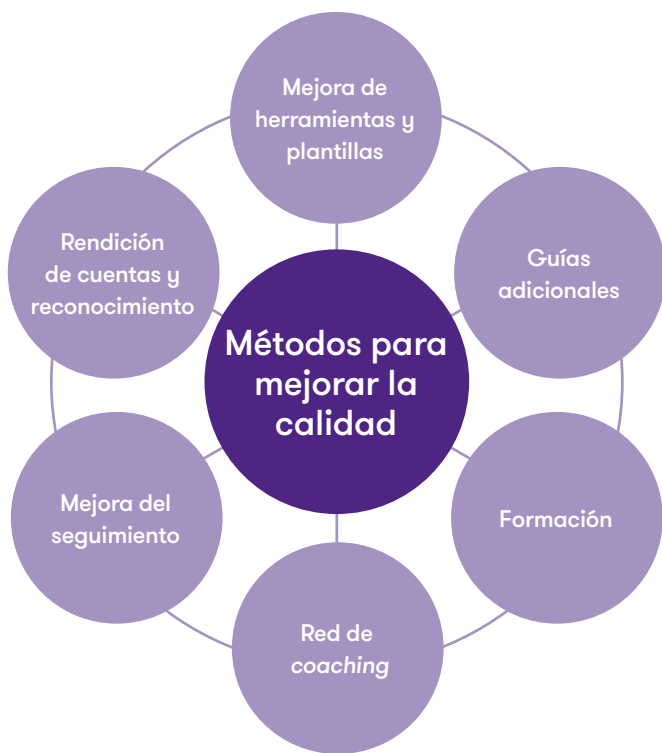 Mejora de
herramientas y
plantillas
Guías
adicionales
Formación
Red de
coaching
Mejora del
seguimiento
Rendición
de cuentas y
reconocimiento
Métodos para
mejorar la
calidad